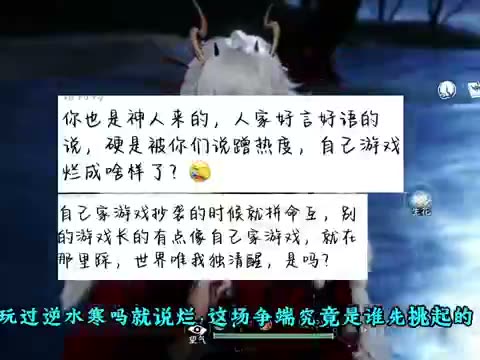 你也是神人来的，人家好言好语的
说，硬是被你们说蹭热度，自己游戏
烂成啥样了？
自己家游戏抄袭的时候就拼命互，别
的游戏长的有点像自己家游戏，就在
那里踩，世界唯我独清醒，是吗？
玩过逆水寒吗就说烂 这场争端究竟是谁先挑起的
望气